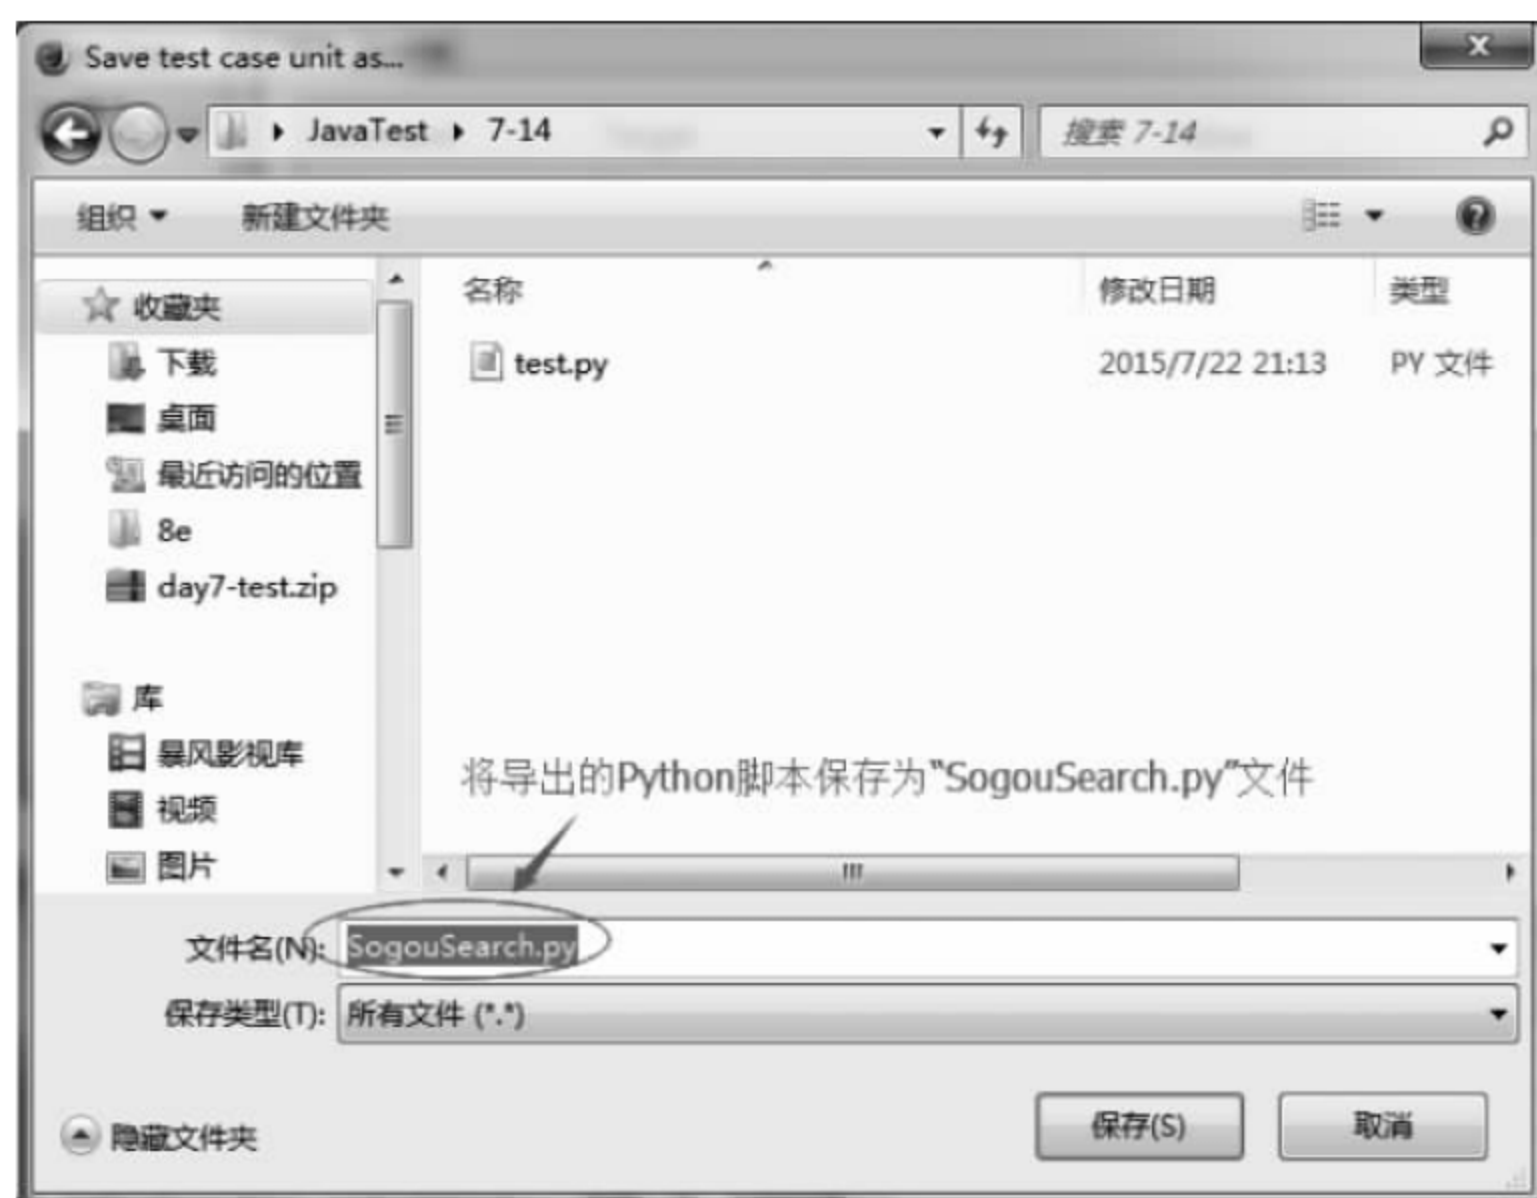 Save test case unit as...
JavaTest 7-14
搜索 7-14
组织 新建文件夹
名称 修改日期 类型
收藏夹
下载
桌面
最近访问的位置
8e
day7-test.zip
库
暴风影视库
视频
图片
test.py 2015/7/22 21:13 PY 文件
将导出的Python脚本保存为"SogouSearch.py"文件
文件名(N): SogouSearch.py
保存类型(T): 所有文件 (*.*)
隐藏文件夹
保存(S) 取消